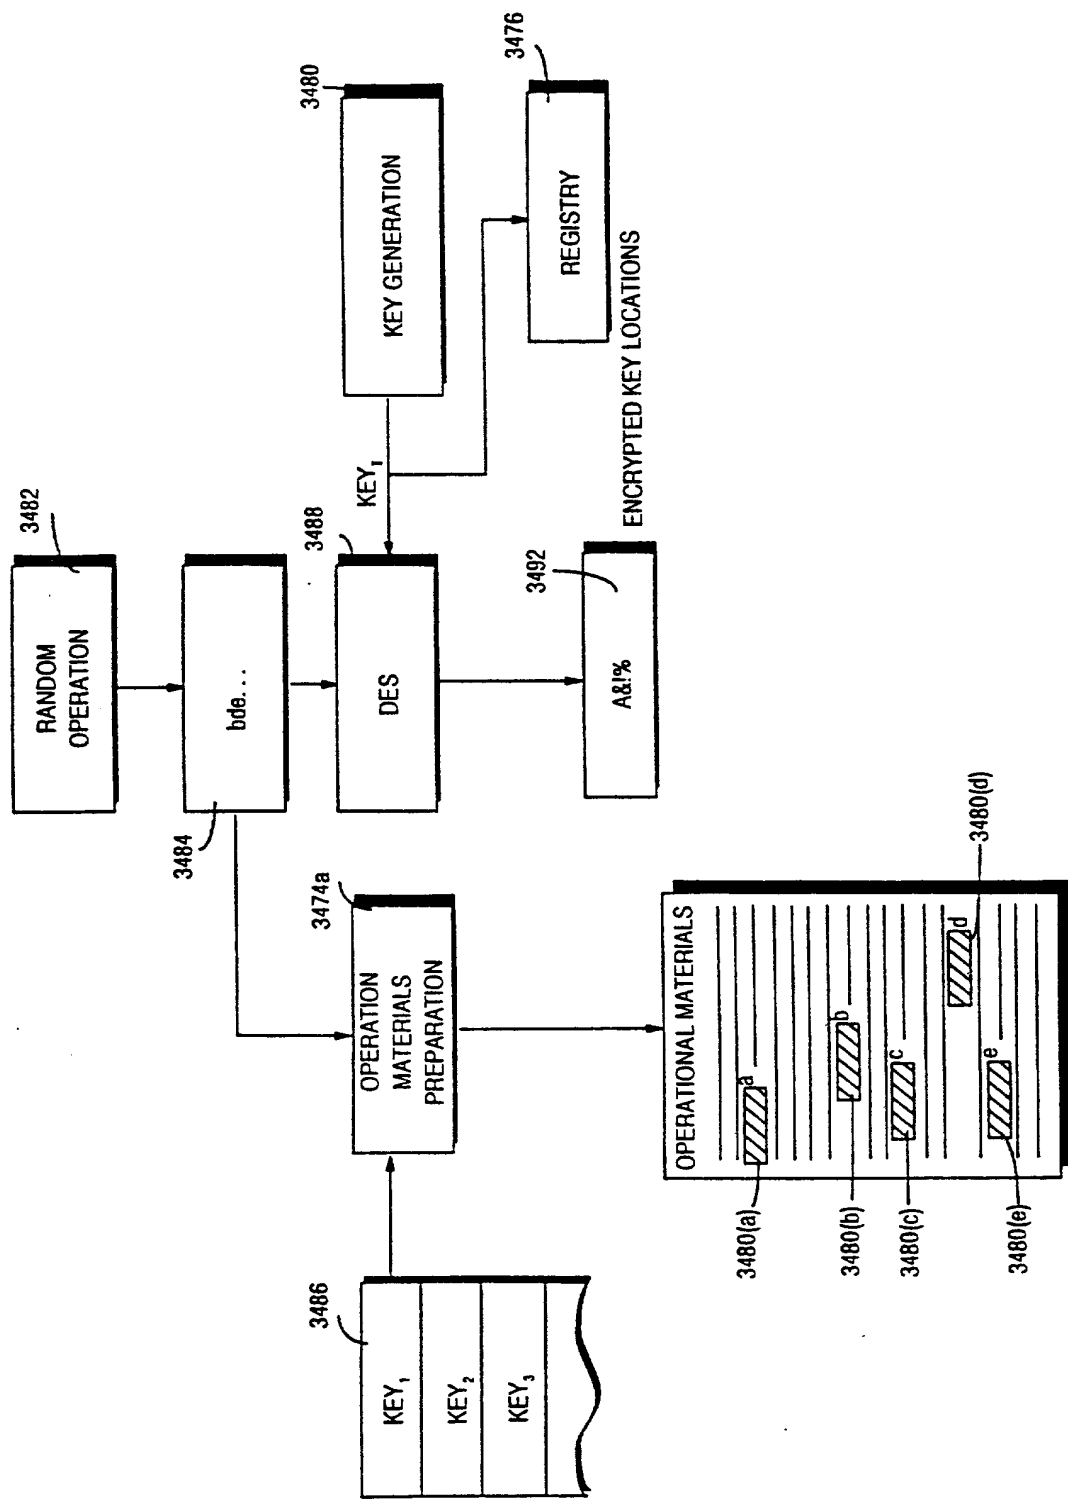 3482
RANDOM
OPERATION
3484
bde...
3488
DES
KEY₁
3480
KEY GENERATION
3476
REGISTRY
3492
A&!%
ENCRYPTED KEY LOCATIONS
3486
KEY₁
KEY₂
KEY₃
3474a
OPERATION
MATERIALS
PREPARATION
OPERATIONAL MATERIALS
a
b
c
d
e
3480(a)
3480(b)
3480(c)
3480(d)
3480(e)